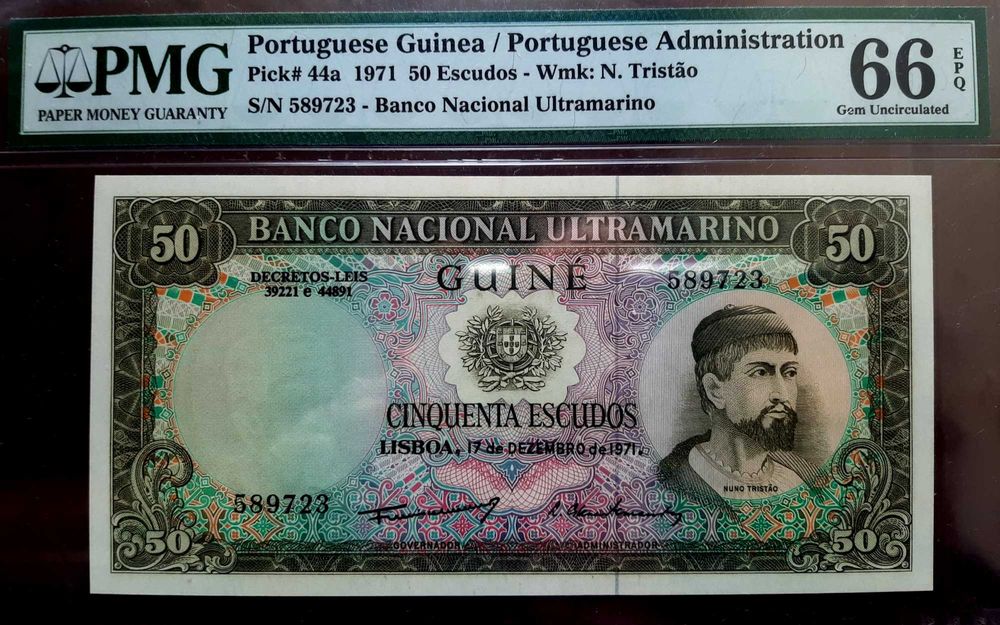 PMG
PAPER MONEY GUARANTY
Portuguese Guinea / Portuguese Administration
Pick# 44a 1971 50 Escudos - Wmk: N. Tristão
S/N 589723 - Banco Nacional Ultramarino
66
EPQ
Gem Uncirculated
50 BANCO NACIONAL ULTRAMARINO 50
DECRETOS-LEIS
39221 e 44891
GUINÉ
589723
CINQUENTA ESCUDOS
LISBOA, 17 de DEZEMBRO de 1971.
NUNO TRISTÃO
589723
50 GOVERNADOR ADMINISTRADOR 50